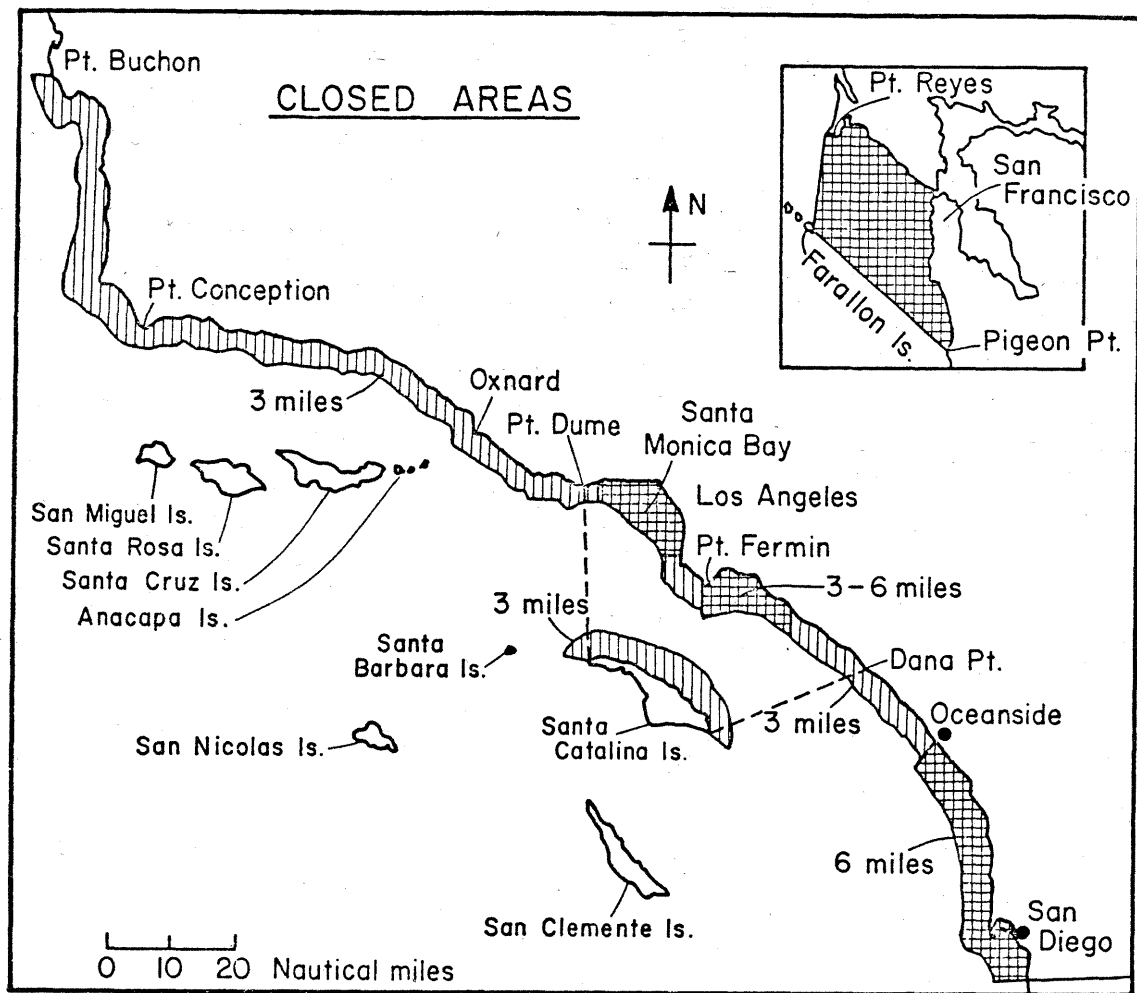 Pt. Buchon
CLOSED AREAS
Pt. Reyes
San
Francisco
Farallon Is.
Pigeon Pt.
N
Pt. Conception
3 miles
Oxnard
Pt. Dume
Santa
Monica Bay
Los Angeles
Pt. Fermin
3-6 miles
San Miguel Is.
Santa Rosa Is.
Santa Cruz Is.
Anacapa Is.
3 miles
Santa
Barbara Is.
Dana Pt.
3 miles
Oceanside
San Nicolas Is.
Santa
Catalina Is.
6 miles
San Clemente Is.
San
Diego
0 10 20 Nautical miles